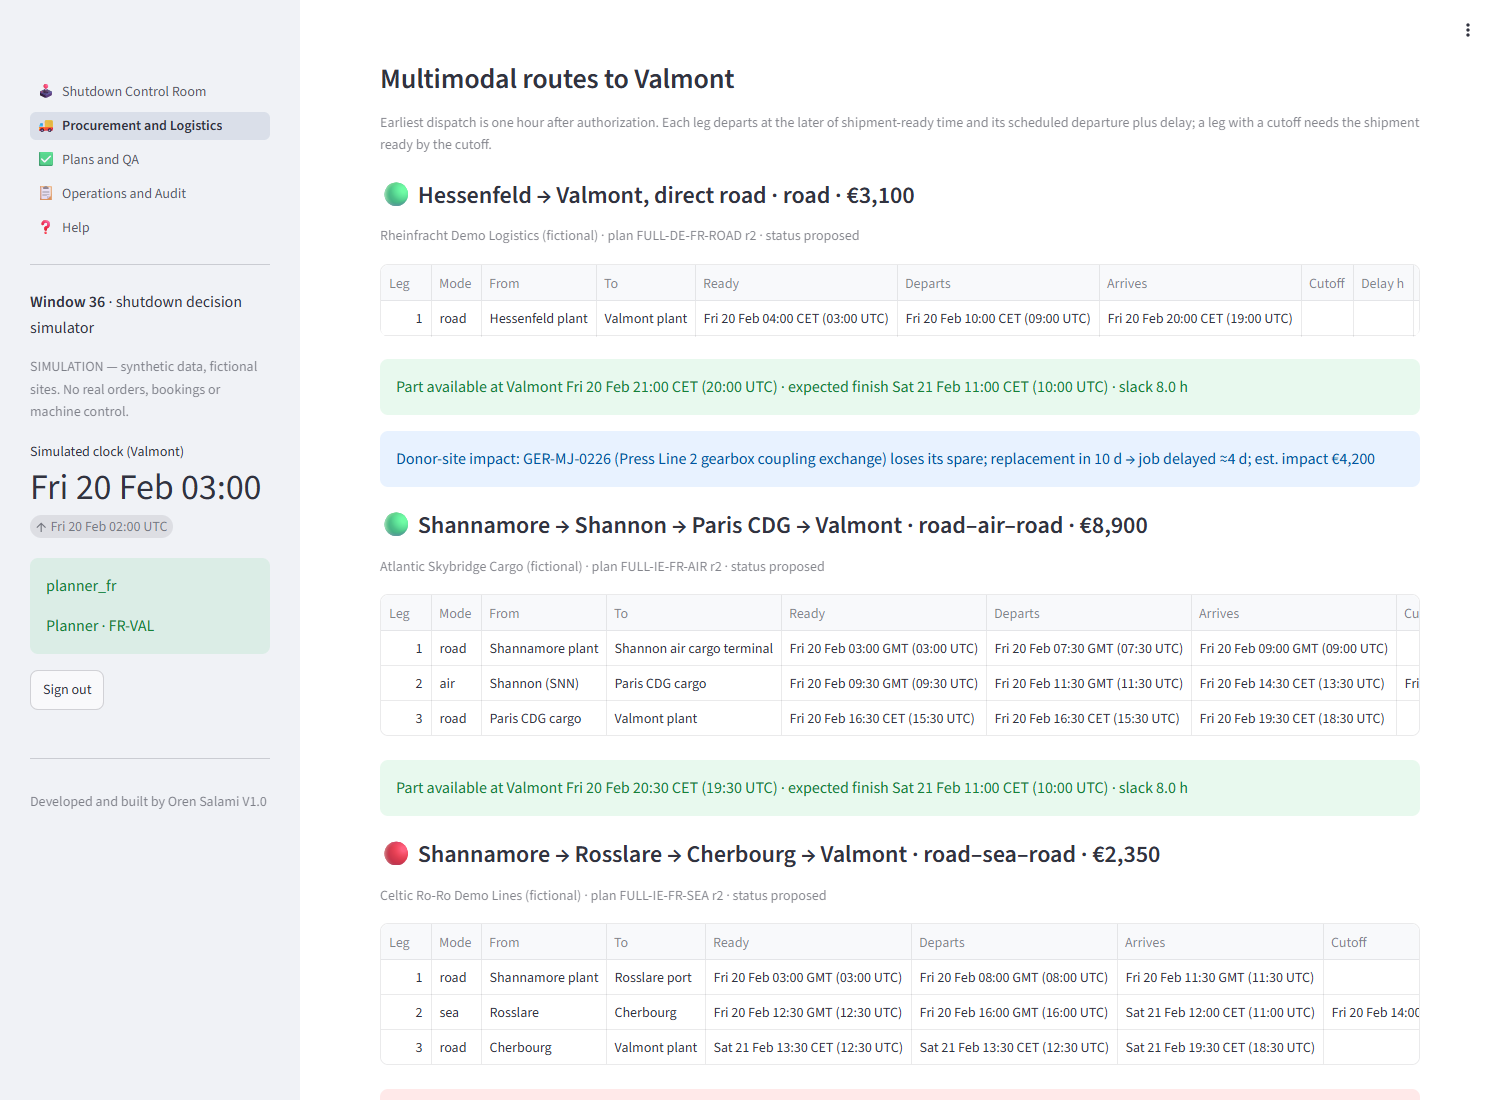 Shutdown Control Room
Procurement and Logistics
Plans and QA
Operations and Audit
Help
Window 36 · shutdown decision
simulator
SIMULATION — synthetic data, fictional
sites. No real orders, bookings or
machine control.
Simulated clock (Valmont)
Fri 20 Feb 03:00
↑ Fri 20 Feb 02:00 UTC
planner_fr
Planner · FR-VAL
Sign out
Developed and built by Oren Salami V1.0
Multimodal routes to Valmont
Earliest dispatch is one hour after authorization. Each leg departs at the later of shipment-ready time and its scheduled departure plus delay; a leg with a cutoff needs the shipment
ready by the cutoff.
Hessenfeld → Valmont, direct road · road · €3,100
Rheinfracht Demo Logistics (fictional) · plan FULL-DE-FR-ROAD r2 · status proposed
Leg Mode From To Ready Departs Arrives Cutoff Delay h
1 road Hessenfeld plant Valmont plant Fri 20 Feb 04:00 CET (03:00 UTC) Fri 20 Feb 10:00 CET (09:00 UTC) Fri 20 Feb 20:00 CET (19:00 UTC)
Part available at Valmont Fri 20 Feb 21:00 CET (20:00 UTC) · expected finish Sat 21 Feb 11:00 CET (10:00 UTC) · slack 8.0 h
Donor-site impact: GER-MJ-0226 (Press Line 2 gearbox coupling exchange) loses its spare; replacement in 10 d → job delayed ≈4 d; est. impact €4,200
Shannamore → Shannon → Paris CDG → Valmont · road–air–road · €8,900
Atlantic Skybridge Cargo (fictional) · plan FULL-IE-FR-AIR r2 · status proposed
Leg Mode From To Ready Departs Arrives Cu
1 road Shannamore plant Shannon air cargo terminal Fri 20 Feb 03:00 GMT (03:00 UTC) Fri 20 Feb 07:30 GMT (07:30 UTC) Fri 20 Feb 09:00 GMT (09:00 UTC)
2 air Shannon (SNN) Paris CDG cargo Fri 20 Feb 09:30 GMT (09:30 UTC) Fri 20 Feb 11:30 GMT (11:30 UTC) Fri 20 Feb 14:30 CET (13:30 UTC) Fri
3 road Paris CDG cargo Valmont plant Fri 20 Feb 16:30 CET (15:30 UTC) Fri 20 Feb 16:30 CET (15:30 UTC) Fri 20 Feb 19:30 CET (18:30 UTC)
Part available at Valmont Fri 20 Feb 20:30 CET (19:30 UTC) · expected finish Sat 21 Feb 11:00 CET (10:00 UTC) · slack 8.0 h
Shannamore → Rosslare → Cherbourg → Valmont · road–sea–road · €2,350
Celtic Ro-Ro Demo Lines (fictional) · plan FULL-IE-FR-SEA r2 · status proposed
Leg Mode From To Ready Departs Arrives Cutoff
1 road Shannamore plant Rosslare port Fri 20 Feb 03:00 GMT (03:00 UTC) Fri 20 Feb 08:00 GMT (08:00 UTC) Fri 20 Feb 11:30 GMT (11:30 UTC)
2 sea Rosslare Cherbourg Fri 20 Feb 12:30 GMT (12:30 UTC) Fri 20 Feb 16:00 GMT (16:00 UTC) Sat 21 Feb 12:00 CET (11:00 UTC) Fri 20 Feb 14:00
3 road Cherbourg Valmont plant Sat 21 Feb 13:30 CET (12:30 UTC) Sat 21 Feb 13:30 CET (12:30 UTC) Sat 21 Feb 19:30 CET (18:30 UTC)